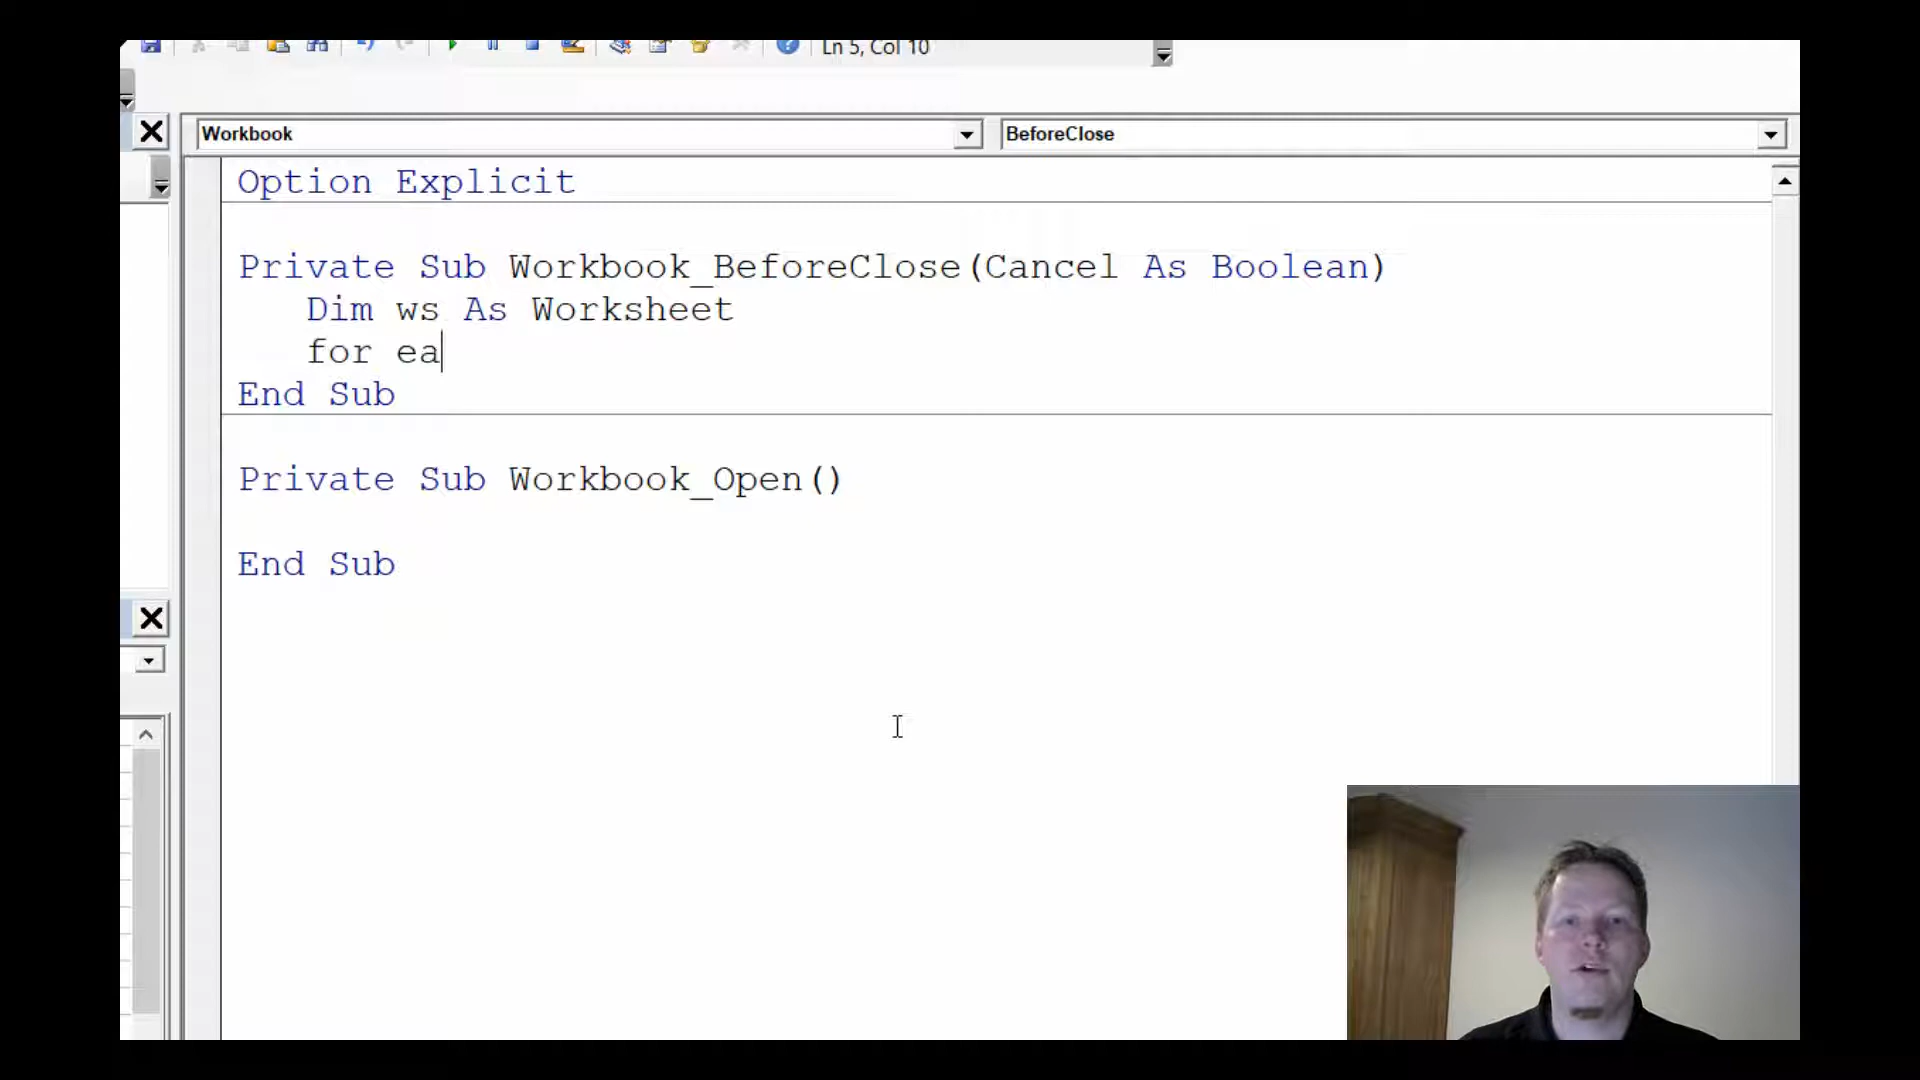 Ln 5, Col 10
Workbook
BeforeClose
Option Explicit
Private Sub Workbook_BeforeClose(Cancel As Boolean)
Dim ws As Worksheet
for ea
End Sub
Private Sub Workbook_Open()
End Sub